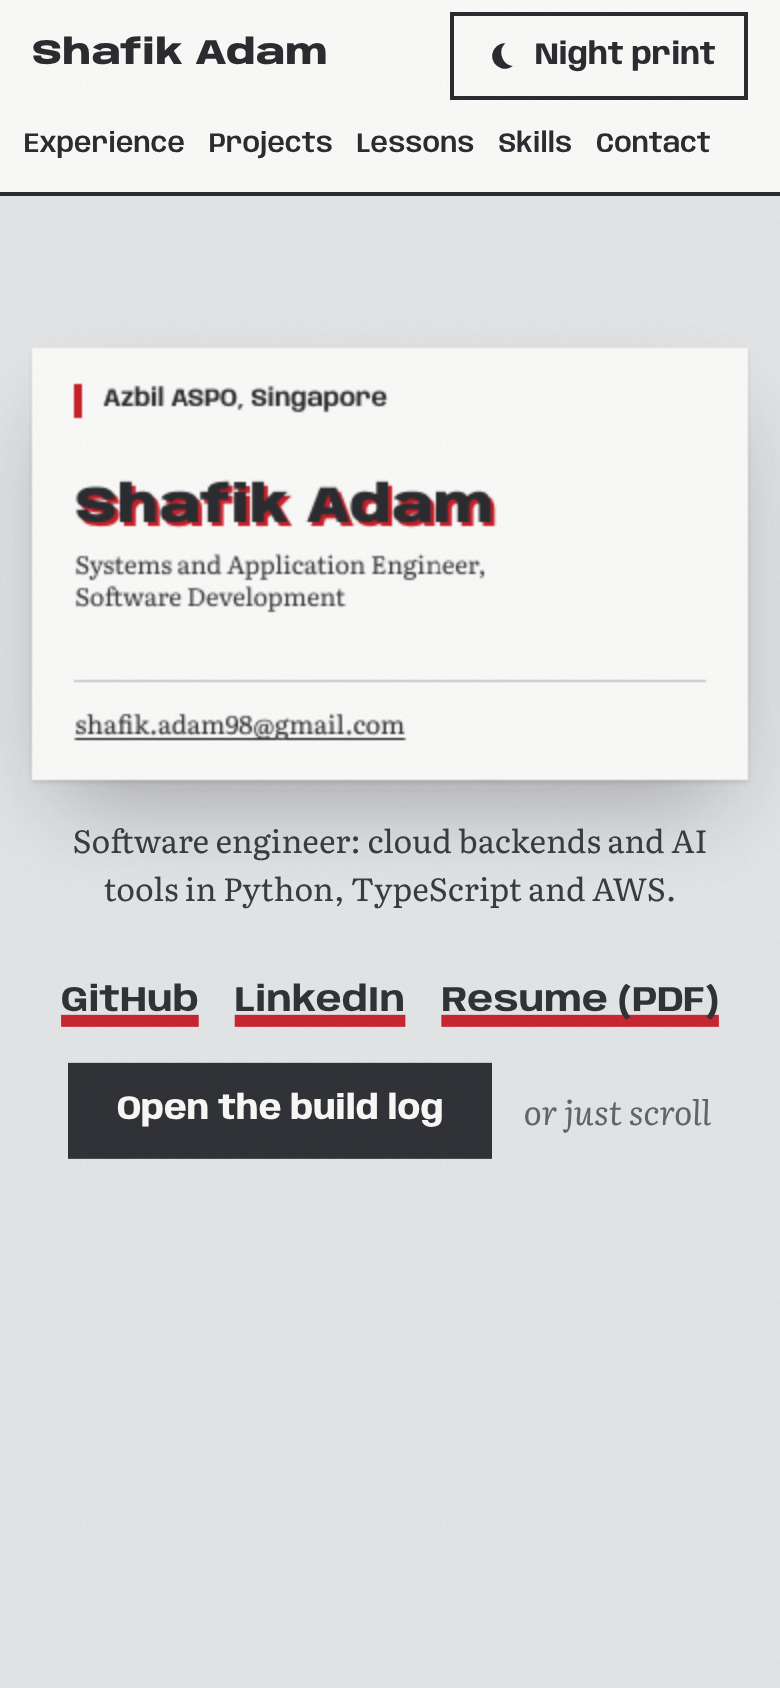 Shafik Adam
Night print
Experience Projects Lessons Skills Contact
Azbil ASPO, Singapore
Shafik Adam
Systems and Application Engineer,
Software Development
shafik.adam98@gmail.com
Software engineer: cloud backends and AI
tools in Python, TypeScript and AWS.
GitHub LinkedIn Resume (PDF)
Open the build log or just scroll